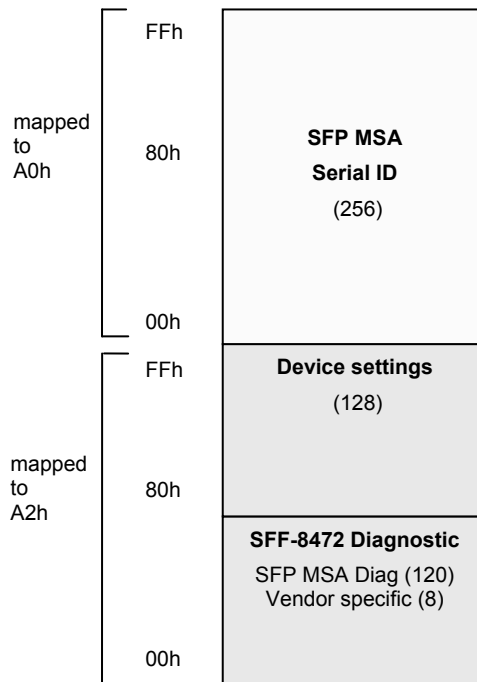 FFh
mapped
to
A0h
80h
SFP MSA
Serial ID
(256)
00h
FFh
Device settings
(128)
mapped
to
A2h
80h
SFF-8472 Diagnostic
SFP MSA Diag (120)
Vendor specific (8)
00h